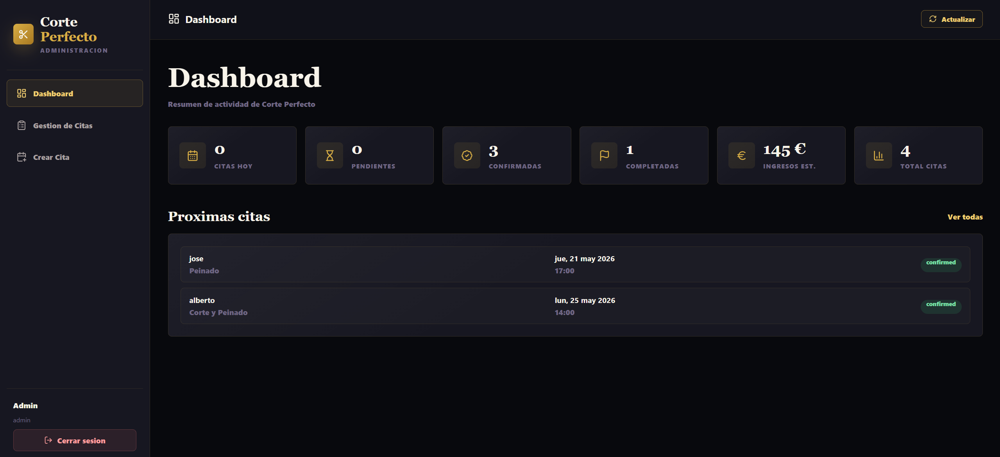 Corte
Perfecto
ADMINISTRACION
Dashboard
Gestion de Citas
Crear Cita
Admin
admin
Cerrar sesion
Dashboard
Actualizar
Dashboard
Resumen de actividad de Corte Perfecto
0
CITAS HOY
0
PENDIENTES
3
CONFIRMADAS
1
COMPLETADAS
145 €
INGRESOS EST.
4
TOTAL CITAS
Proximas citas
Ver todas
jose
Peinado
jue, 21 may 2026
17:00
confirmed
alberto
Corte y Peinado
lun, 25 may 2026
14:00
confirmed